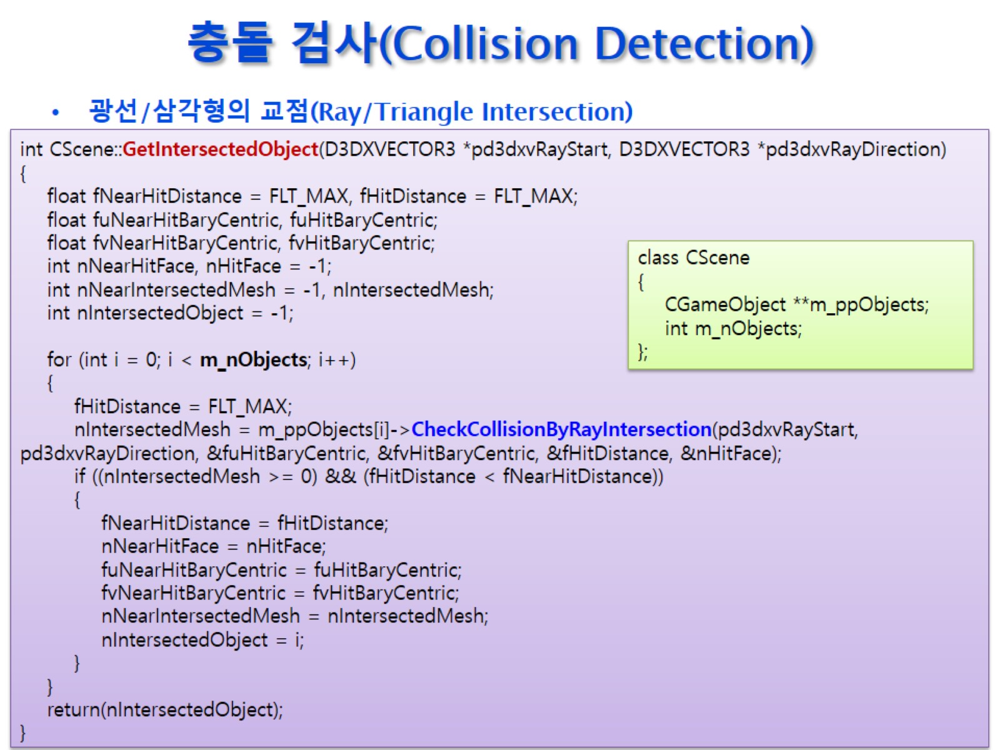 충돌 검사(Collision Detection)
• 광선/삼각형의 교점(Ray/Triangle Intersection)
int CScene::GetIntersectedObject(D3DXVECTOR3 *pd3dxvRayStart, D3DXVECTOR3 *pd3dxvRayDirection)
{
float fNearHitDistance = FLT_MAX, fHitDistance = FLT_MAX;
float fuNearHitBaryCentric, fuHitBaryCentric;
float fvNearHitBaryCentric, fvHitBaryCentric;
int nNearHitFace, nHitFace = -1;
int nNearIntersectedMesh = -1, nIntersectedMesh;
int nIntersectedObject = -1;
for (int i = 0; i < m_nObjects; i++)
{
fHitDistance = FLT_MAX;
nIntersectedMesh = m_ppObjects[i]->CheckCollisionByRayIntersection(pd3dxvRayStart,
pd3dxvRayDirection, &fuHitBaryCentric, &fvHitBaryCentric, &fHitDistance, &nHitFace);
if ((nIntersectedMesh >= 0) && (fHitDistance < fNearHitDistance))
{
fNearHitDistance = fHitDistance;
nNearHitFace = nHitFace;
fuNearHitBaryCentric = fuHitBaryCentric;
fvNearHitBaryCentric = fvHitBaryCentric;
nNearIntersectedMesh = nIntersectedMesh;
nIntersectedObject = i;
}
}
return(nIntersectedObject);
}
class CScene
{
CGameObject **m_ppObjects;
int m_nObjects;
};